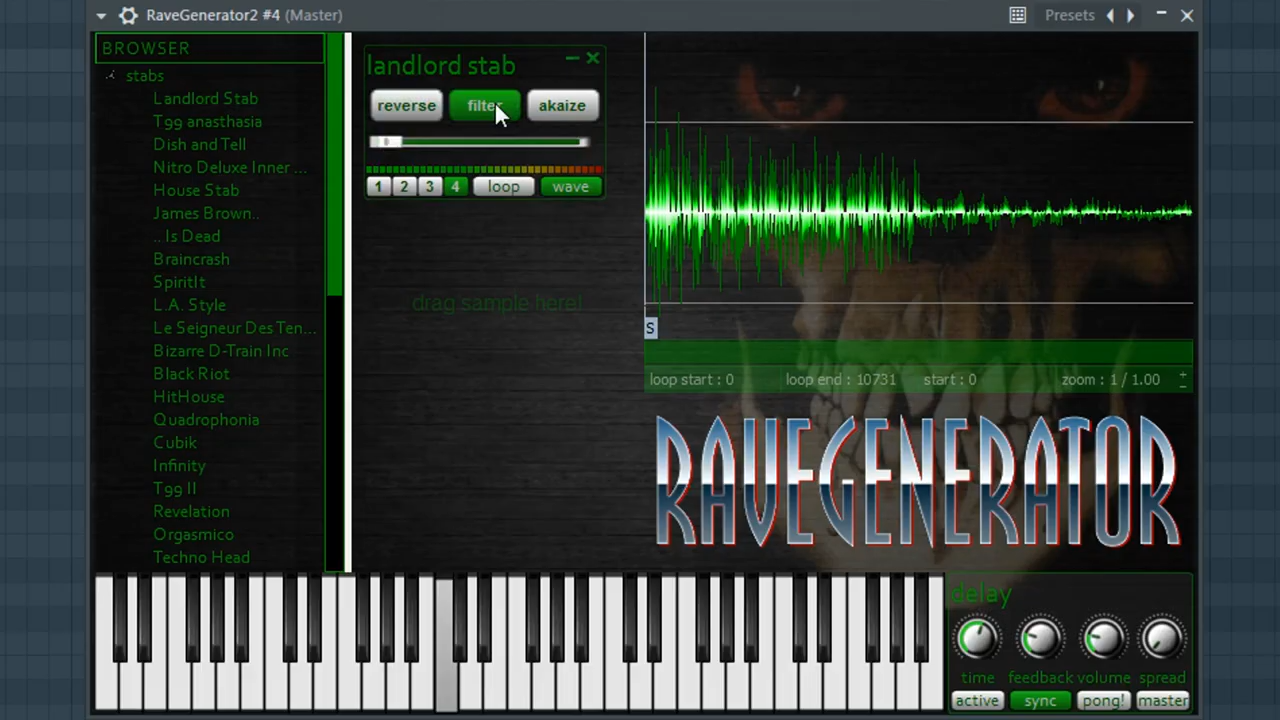 RaveGenerator2 #4 (Master)
Presets
BROWSER
stabs
Landlord Stab
Tgg anasthasia
Dish and Tell
Nitro Deluxe Inner ...
House Stab
James Brown..
.. Is Dead
Braincrash
SpiritIt
L.A. Style
Le Seigneur Des Ten...
Bizarre D-Train Inc
Black Riot
HitHouse
Quadrophonia
Cubik
Infinity
Tgg II
Revelation
Orgasmico
Techno Head
landlord stab
reverse filter akaize
1 2 3 4 loop wave
drag sample here!
S
loop start : 0 loop end : 10731 start : 0 zoom : 1 / 1.00
RAVEGENERATOR
delay
time feedback volume spread
active sync pong! master